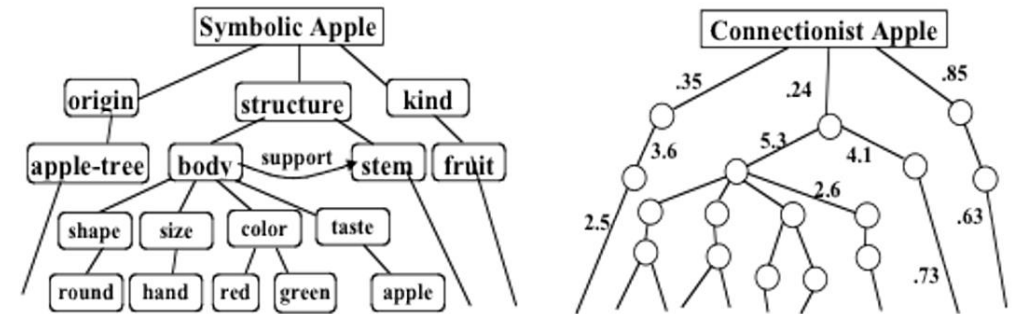 Symbolic Apple
origin
structure
kind
apple-tree
body
support
stem
fruit
shape
size
color
taste
round
hand
red
green
apple
Connectionist Apple
.35
.24
.85
3.6
5.3
4.1
2.6
2.5
.63
.73